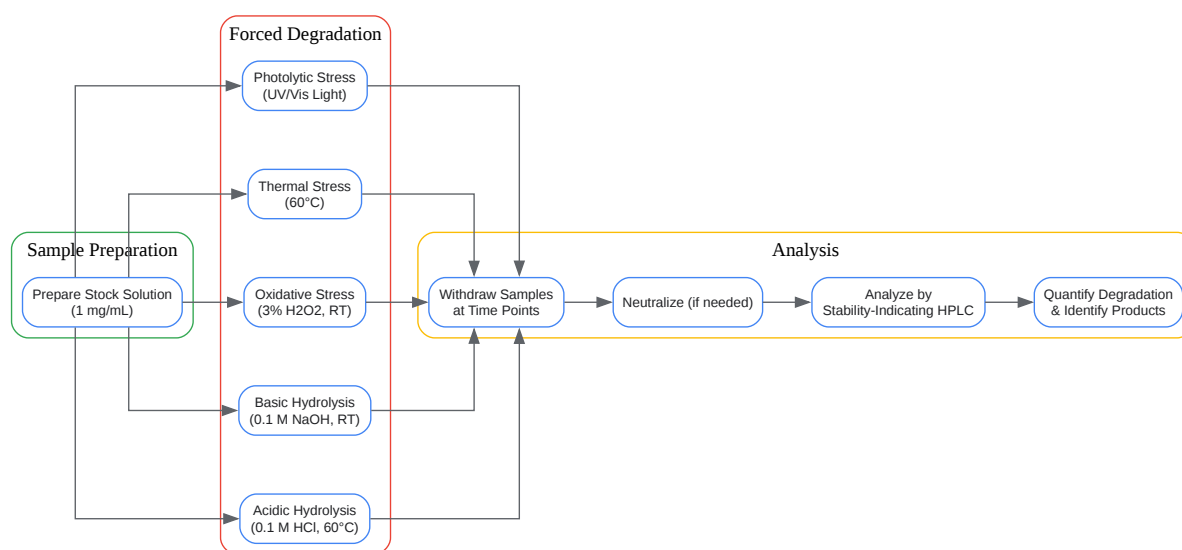 Forced Degradation
Photolytic Stress
(UV/Vis Light)
Thermal Stress
(60°C)
Sample Preparation
Analysis
Prepare Stock Solution
(1 mg/mL)
Oxidative Stress
(3% H2O2, RT)
Withdraw Samples
at Time Points
Neutralize (if needed)
Analyze by
Stability-Indicating HPLC
Quantify Degradation
& Identify Products
Basic Hydrolysis
(0.1 M NaOH, RT)
Acidic Hydrolysis
(0.1 M HCl, 60°C)